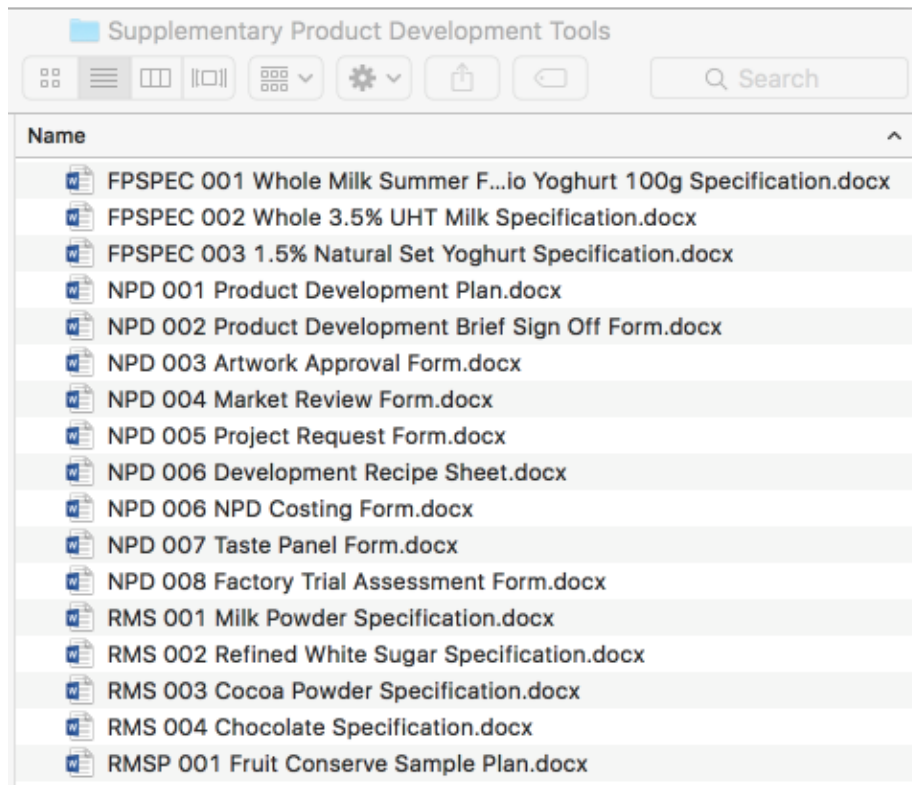 Supplementary Product Development Tools
Search
Name
FPSPEC 001 Whole Milk Summer F...io Yoghurt 100g Specification.docx
FPSPEC 002 Whole 3.5% UHT Milk Specification.docx
FPSPEC 003 1.5% Natural Set Yoghurt Specification.docx
NPD 001 Product Development Plan.docx
NPD 002 Product Development Brief Sign Off Form.docx
NPD 003 Artwork Approval Form.docx
NPD 004 Market Review Form.docx
NPD 005 Project Request Form.docx
NPD 006 Development Recipe Sheet.docx
NPD 006 NPD Costing Form.docx
NPD 007 Taste Panel Form.docx
NPD 008 Factory Trial Assessment Form.docx
RMS 001 Milk Powder Specification.docx
RMS 002 Refined White Sugar Specification.docx
RMS 003 Cocoa Powder Specification.docx
RMS 004 Chocolate Specification.docx
RMSP 001 Fruit Conserve Sample Plan.docx